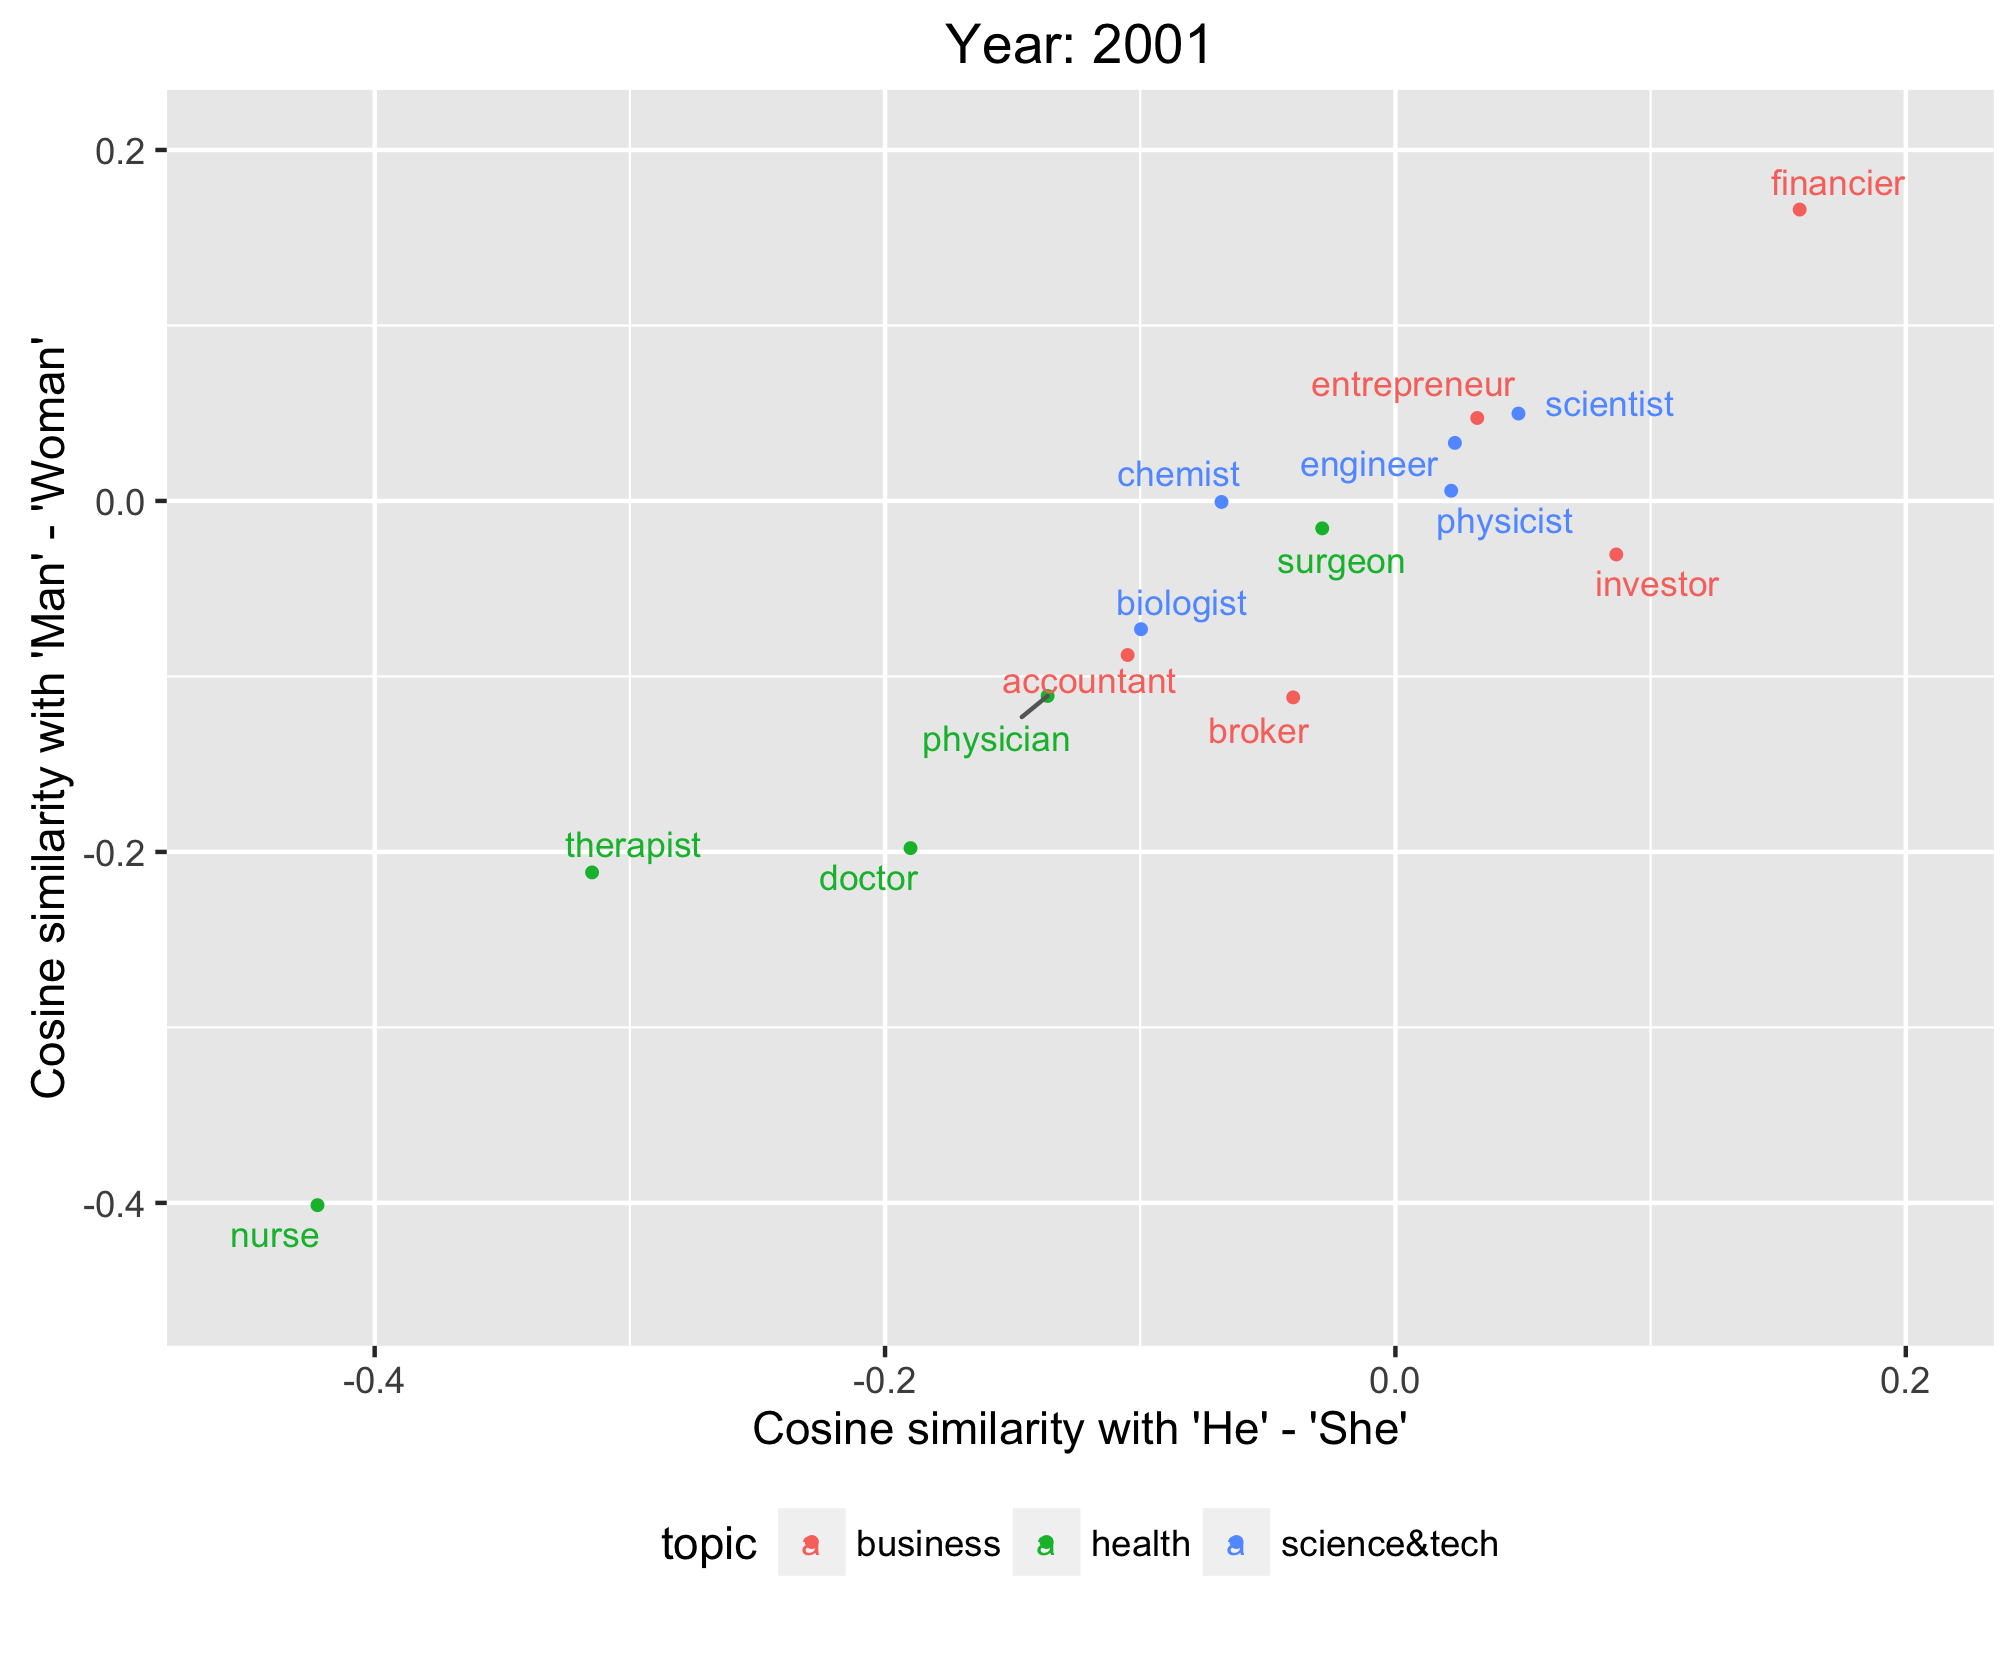 Year: 2001
Cosine similarity with 'Man' - 'Woman'
0.2
0.0
-0.2
-0.4
financier
entrepreneur
scientist
engineer
chemist
physicist
surgeon
investor
biologist
accountant
broker
physician
therapist
doctor
nurse
-0.4 -0.2 0.0 0.2
Cosine similarity with 'He' - 'She'
topic a business a health a science&tech